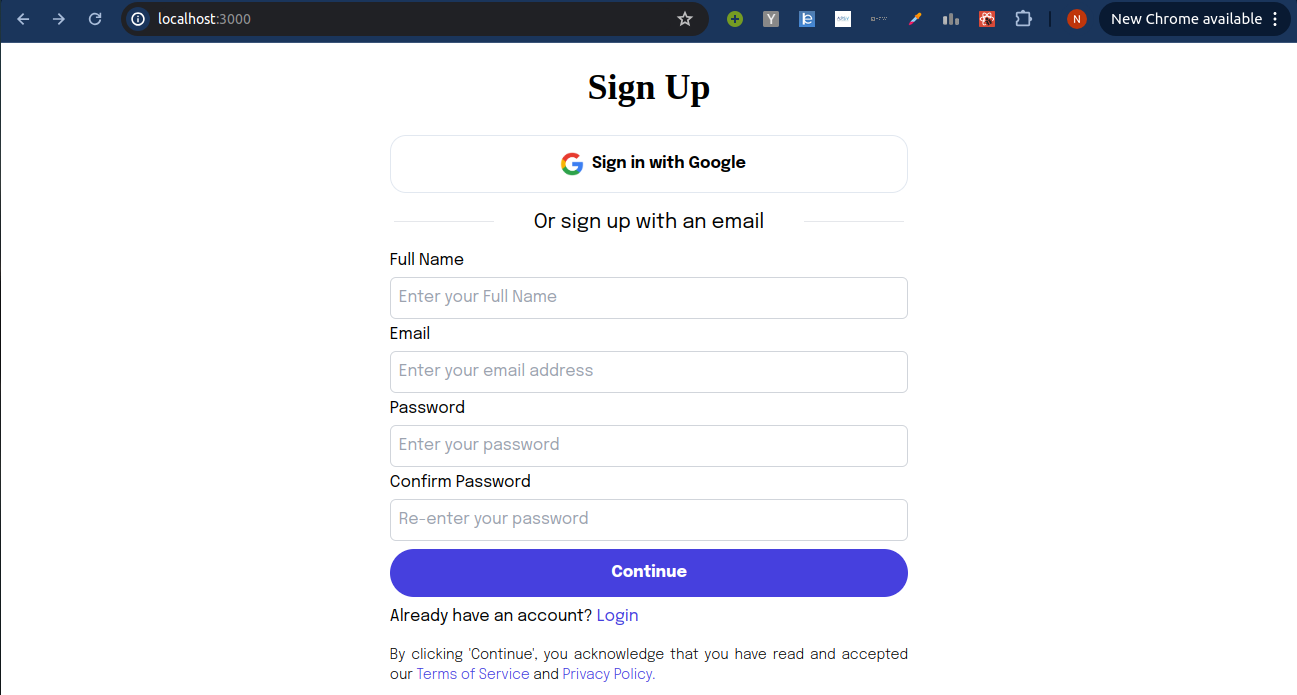 localhost:3000
New Chrome available
Sign Up
Sign in with Google
Or sign up with an email
Full Name
Enter your Full Name
Email
Enter your email address
Password
Enter your password
Confirm Password
Re-enter your password
Continue
Already have an account? Login
By clicking 'Continue', you acknowledge that you have read and accepted
our Terms of Service and Privacy Policy.